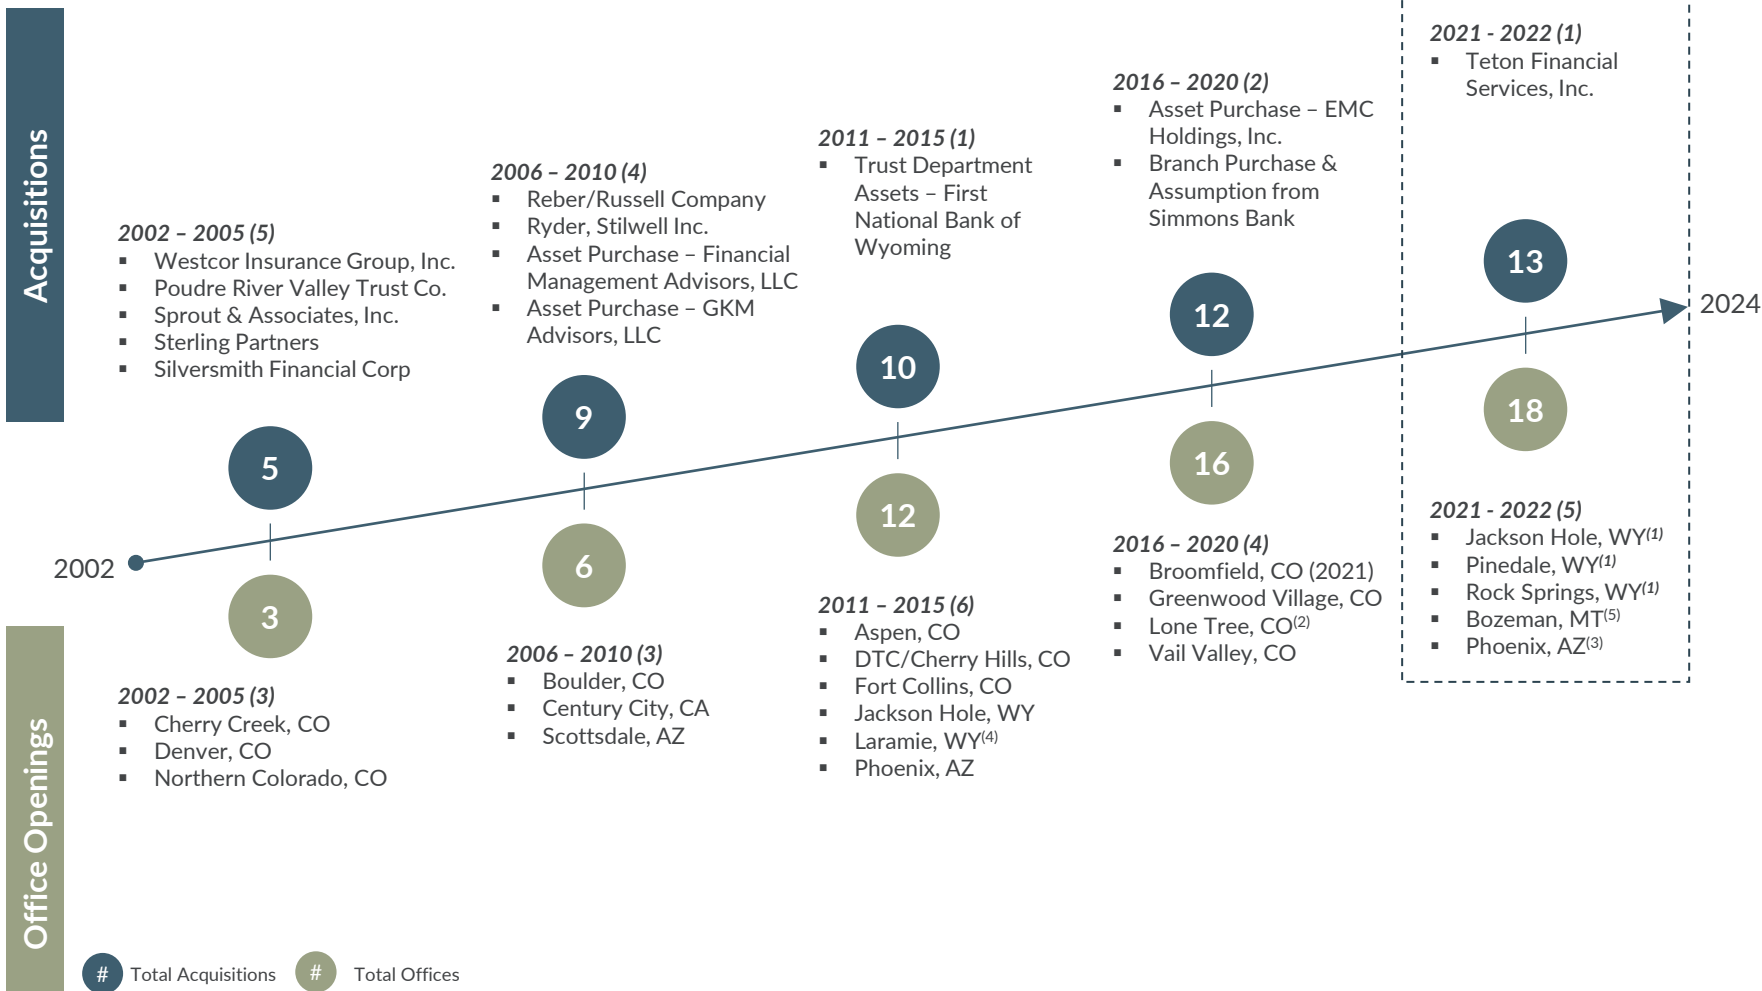 Acquisitions
2002 – 2005 (5)
▪ Westcor Insurance Group, Inc.
▪ Poudre River Valley Trust Co.
▪ Sprout & Associates, Inc.
▪ Sterling Partners
▪ Silversmith Financial Corp
2006 – 2010 (4)
▪ Reber/Russell Company
▪ Ryder, Stilwell Inc.
▪ Asset Purchase – Financial
Management Advisors, LLC
▪ Asset Purchase – GKM
Advisors, LLC
2011 – 2015 (1)
▪ Trust Department
Assets – First
National Bank of
Wyoming
2016 – 2020 (2)
▪ Asset Purchase – EMC
Holdings, Inc.
▪ Branch Purchase &
Assumption from
Simmons Bank
2021 - 2022 (1)
▪ Teton Financial
Services, Inc.
5
9
10
12
13
2002
2024
3
6
12
16
18
Office Openings
2002 – 2005 (3)
▪ Cherry Creek, CO
▪ Denver, CO
▪ Northern Colorado, CO
2006 – 2010 (3)
▪ Boulder, CO
▪ Century City, CA
▪ Scottsdale, AZ
2011 – 2015 (6)
▪ Aspen, CO
▪ DTC/Cherry Hills, CO
▪ Fort Collins, CO
▪ Jackson Hole, WY
▪ Laramie, WY(4)
▪ Phoenix, AZ
2016 – 2020 (4)
▪ Broomfield, CO (2021)
▪ Greenwood Village, CO
▪ Lone Tree, CO(2)
▪ Vail Valley, CO
2021 - 2022 (5)
▪ Jackson Hole, WY(1)
▪ Pinedale, WY(1)
▪ Rock Springs, WY(1)
▪ Bozeman, MT(5)
▪ Phoenix, AZ(3)
# Total Acquisitions
# Total Offices